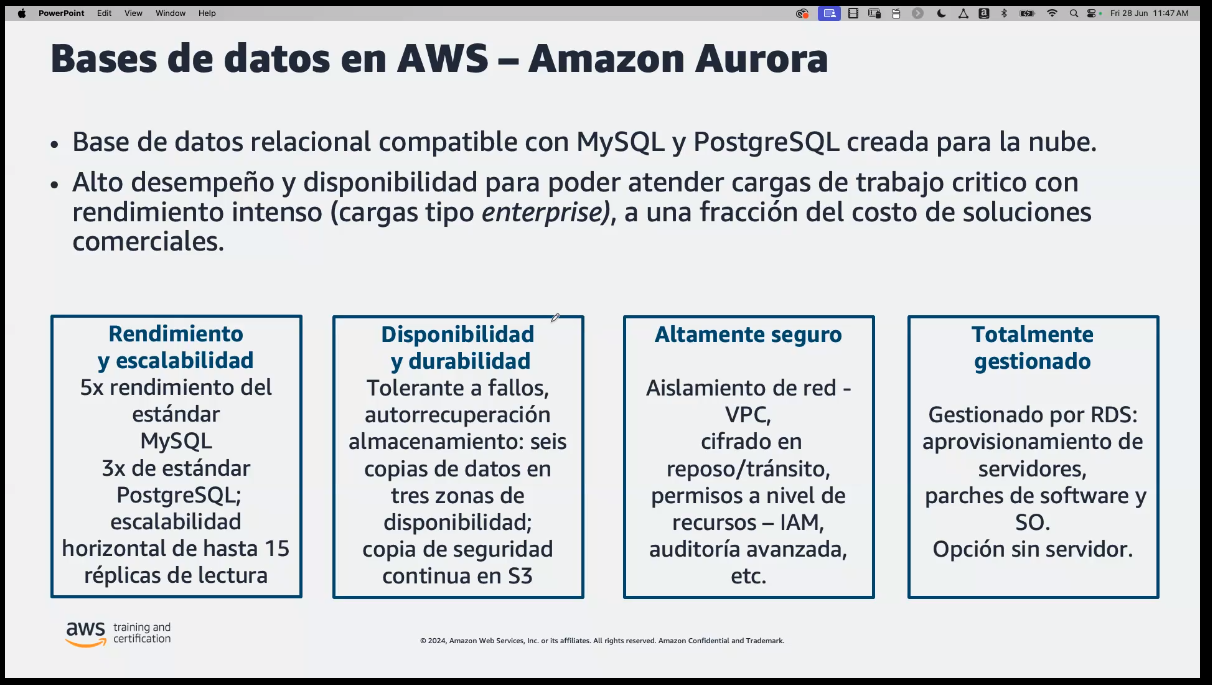 PowerPoint Edit View Window Help Fri 28 Jun 11:47 AM
Bases de datos en AWS – Amazon Aurora
• Base de datos relacional compatible con MySQL y PostgreSQL creada para la nube.
• Alto desempeño y disponibilidad para poder atender cargas de trabajo critico con
rendimiento intenso (cargas tipo enterprise), a una fracción del costo de soluciones
comerciales.
Rendimiento
y escalabilidad
5x rendimiento del
estándar
MySQL
3x de estándar
PostgreSQL;
escalabilidad
horizontal de hasta 15
réplicas de lectura
Disponibilidad
y durabilidad
Tolerante a fallos,
autorrecuperación
almacenamiento: seis
copias de datos en
tres zonas de
disponibilidad;
copia de seguridad
continua en S3
Altamente seguro
Aislamiento de red -
VPC,
cifrado en
reposo/tránsito,
permisos a nivel de
recursos – IAM,
auditoría avanzada,
etc.
Totalmente
gestionado
Gestionado por RDS:
aprovisionamiento de
servidores,
parches de software y
SO.
Opción sin servidor.
aws training and
certification
© 2024, Amazon Web Services, Inc. or its affiliates. All rights reserved. Amazon Confidential and Trademark.